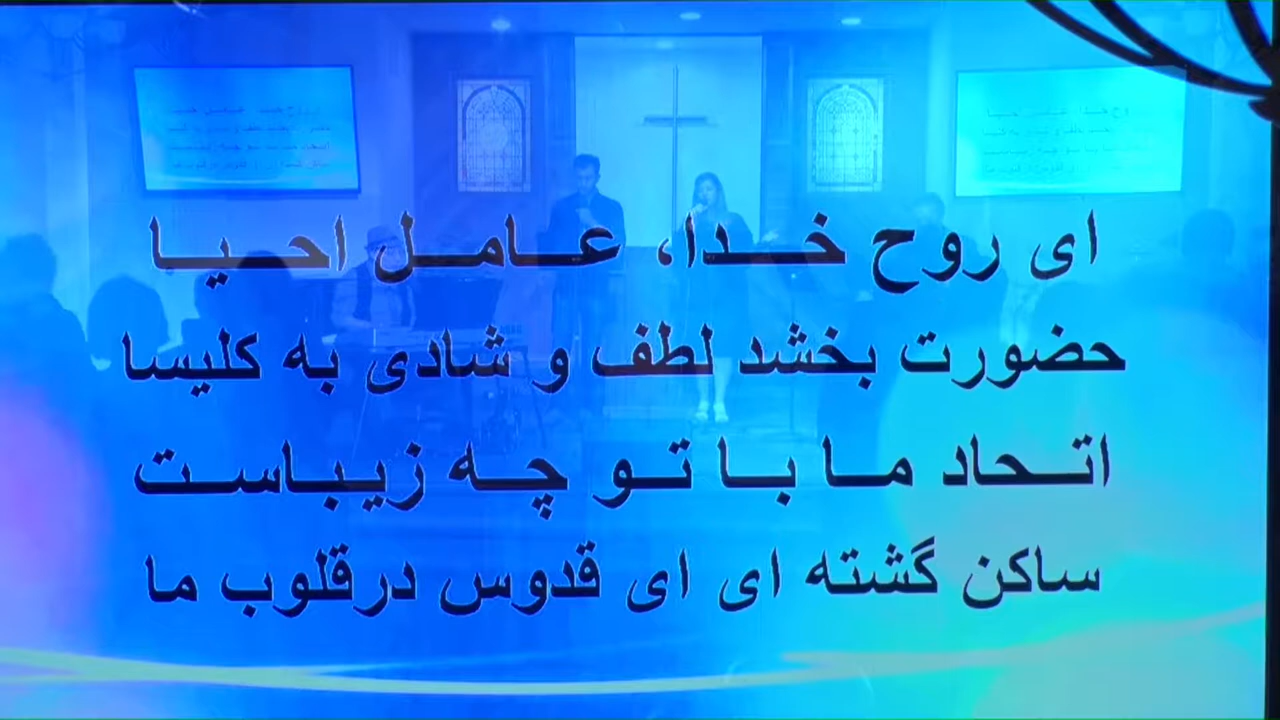 ای روح خدا، عامل احیا
حضورت بخشد لطف و شادی به کلیسا
اتحاد ما با تو چه زیباست
ساکن گشته ای ای قدوس درقلوب ما